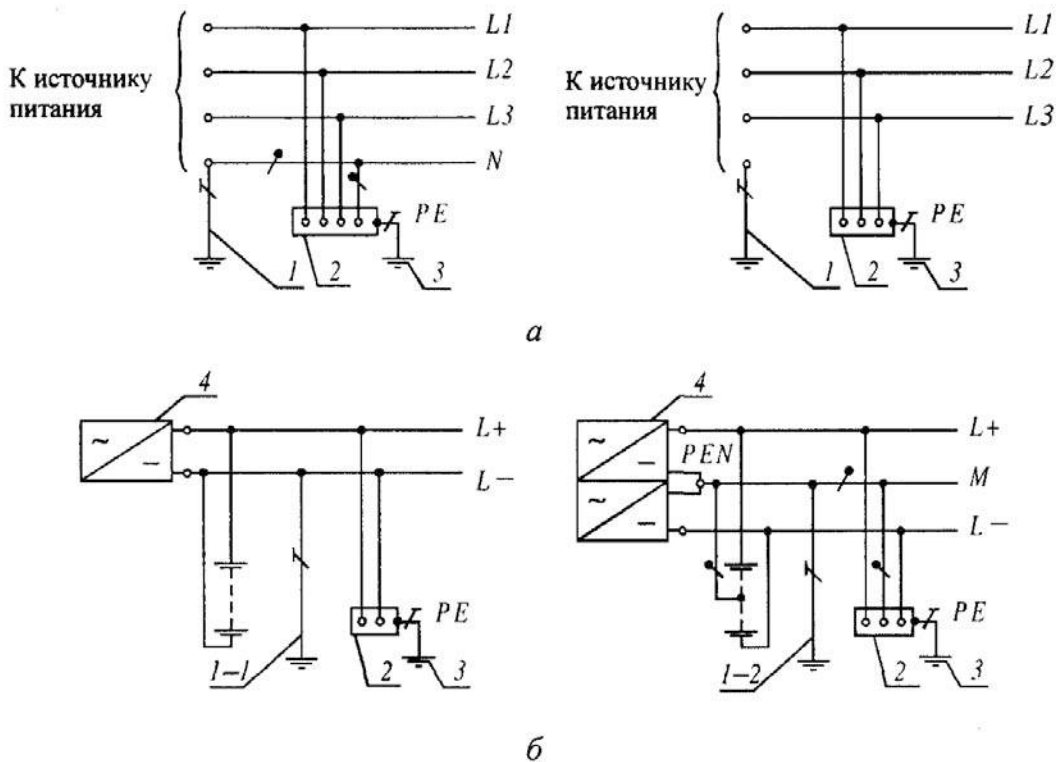 L1
L2
К источнику
питания
L3
N
PE
1
2
3
L1
L2
К источнику
питания
L3
PE
1
2
3
а
4
L+
L−
PE
1−1
2
3
4
L+
PEN
M
L−
PE
1−2
2
3
б